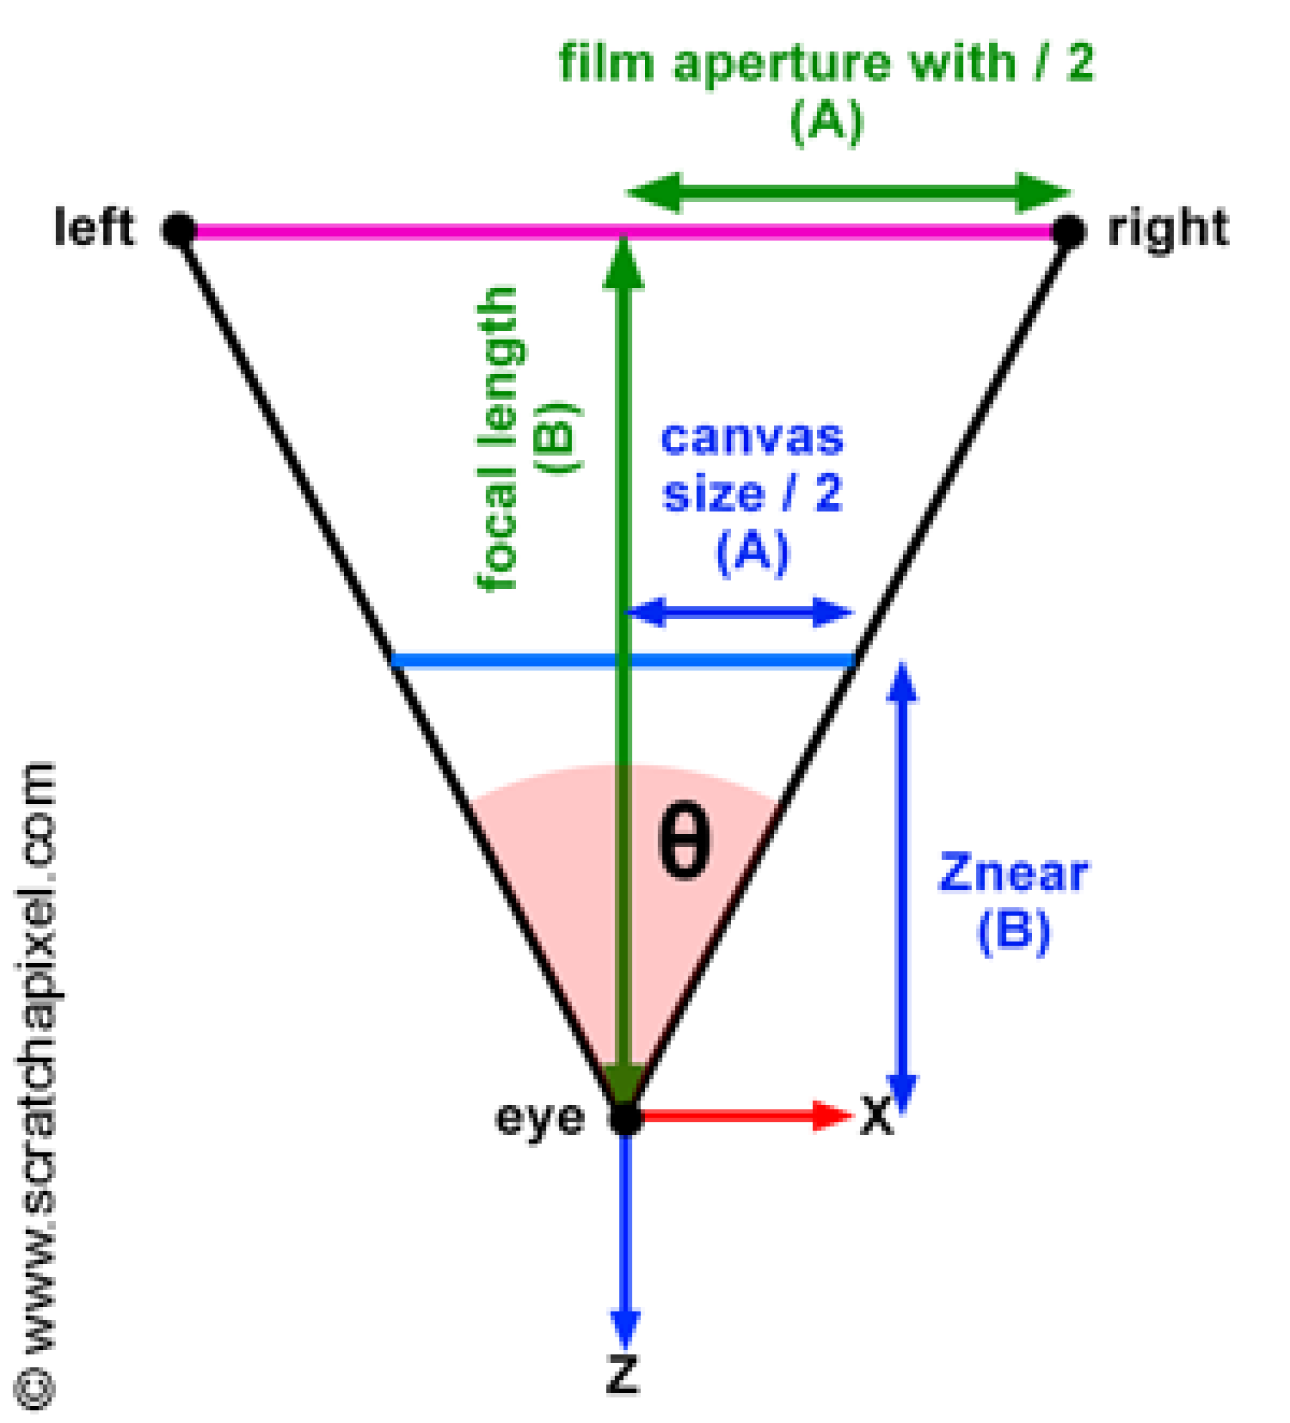 film aperture with / 2
(A)
left
right
focal length
(B)
canvas
size / 2
(A)
θ
Znear
(B)
eye
X
Z
© www.scratchapixel.com